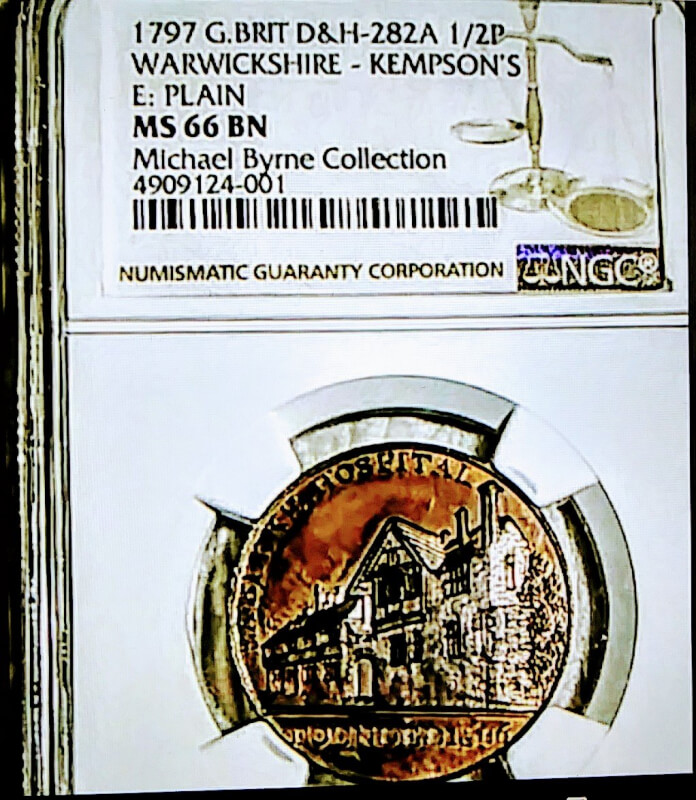 1797 G.BRIT D&H-282A 1/2P
WARWICKSHIRE - KEMPSON'S
E: PLAIN
MS 66 BN
Michael Byrne Collection
4909124-001
NUMISMATIC GUARANTY CORPORATION
NGC®
HOSPITAL